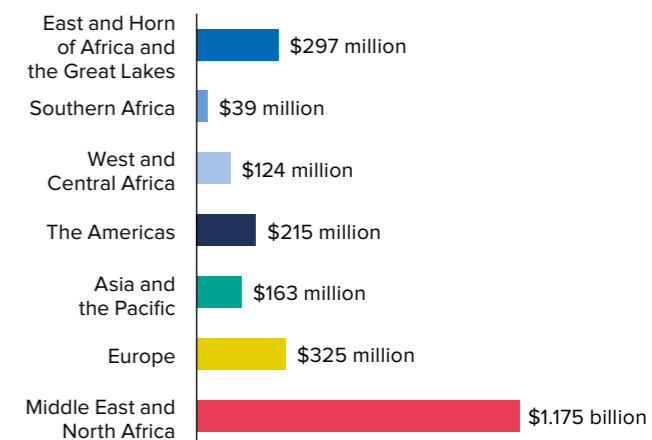 East and Horn
of Africa and
the Great Lakes
$297 million
Southern Africa
$39 million
West and
Central Africa
$124 million
The Americas
$215 million
Asia and
the Pacific
$163 million
Europe
$325 million
Middle East and
North Africa
$1.175 billion